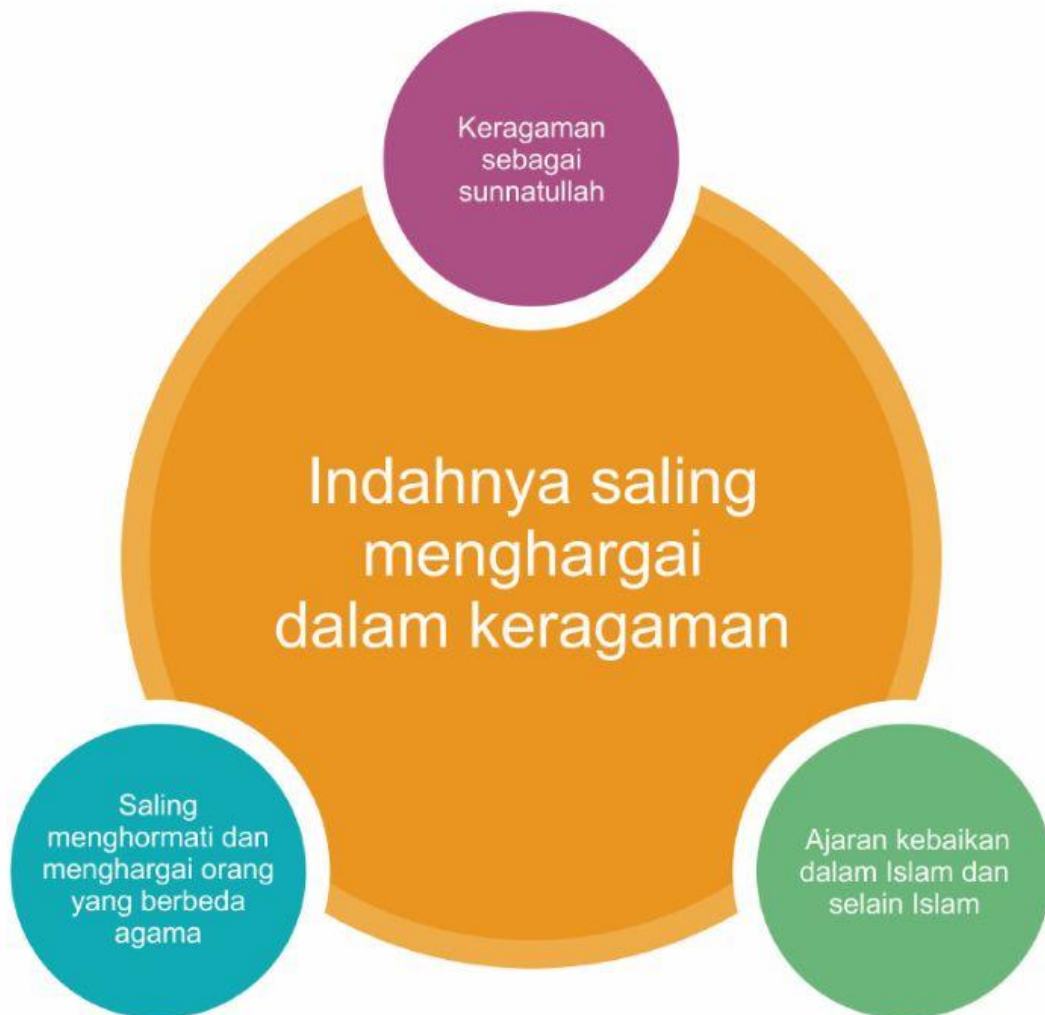 Keragaman
sebagai
sunnatullah
Indahnya saling
menghargai
dalam keragaman
Saling
menghormati dan
menghargai orang
yang berbeda
agama
Ajaran kebaikan
dalam Islam dan
selain Islam